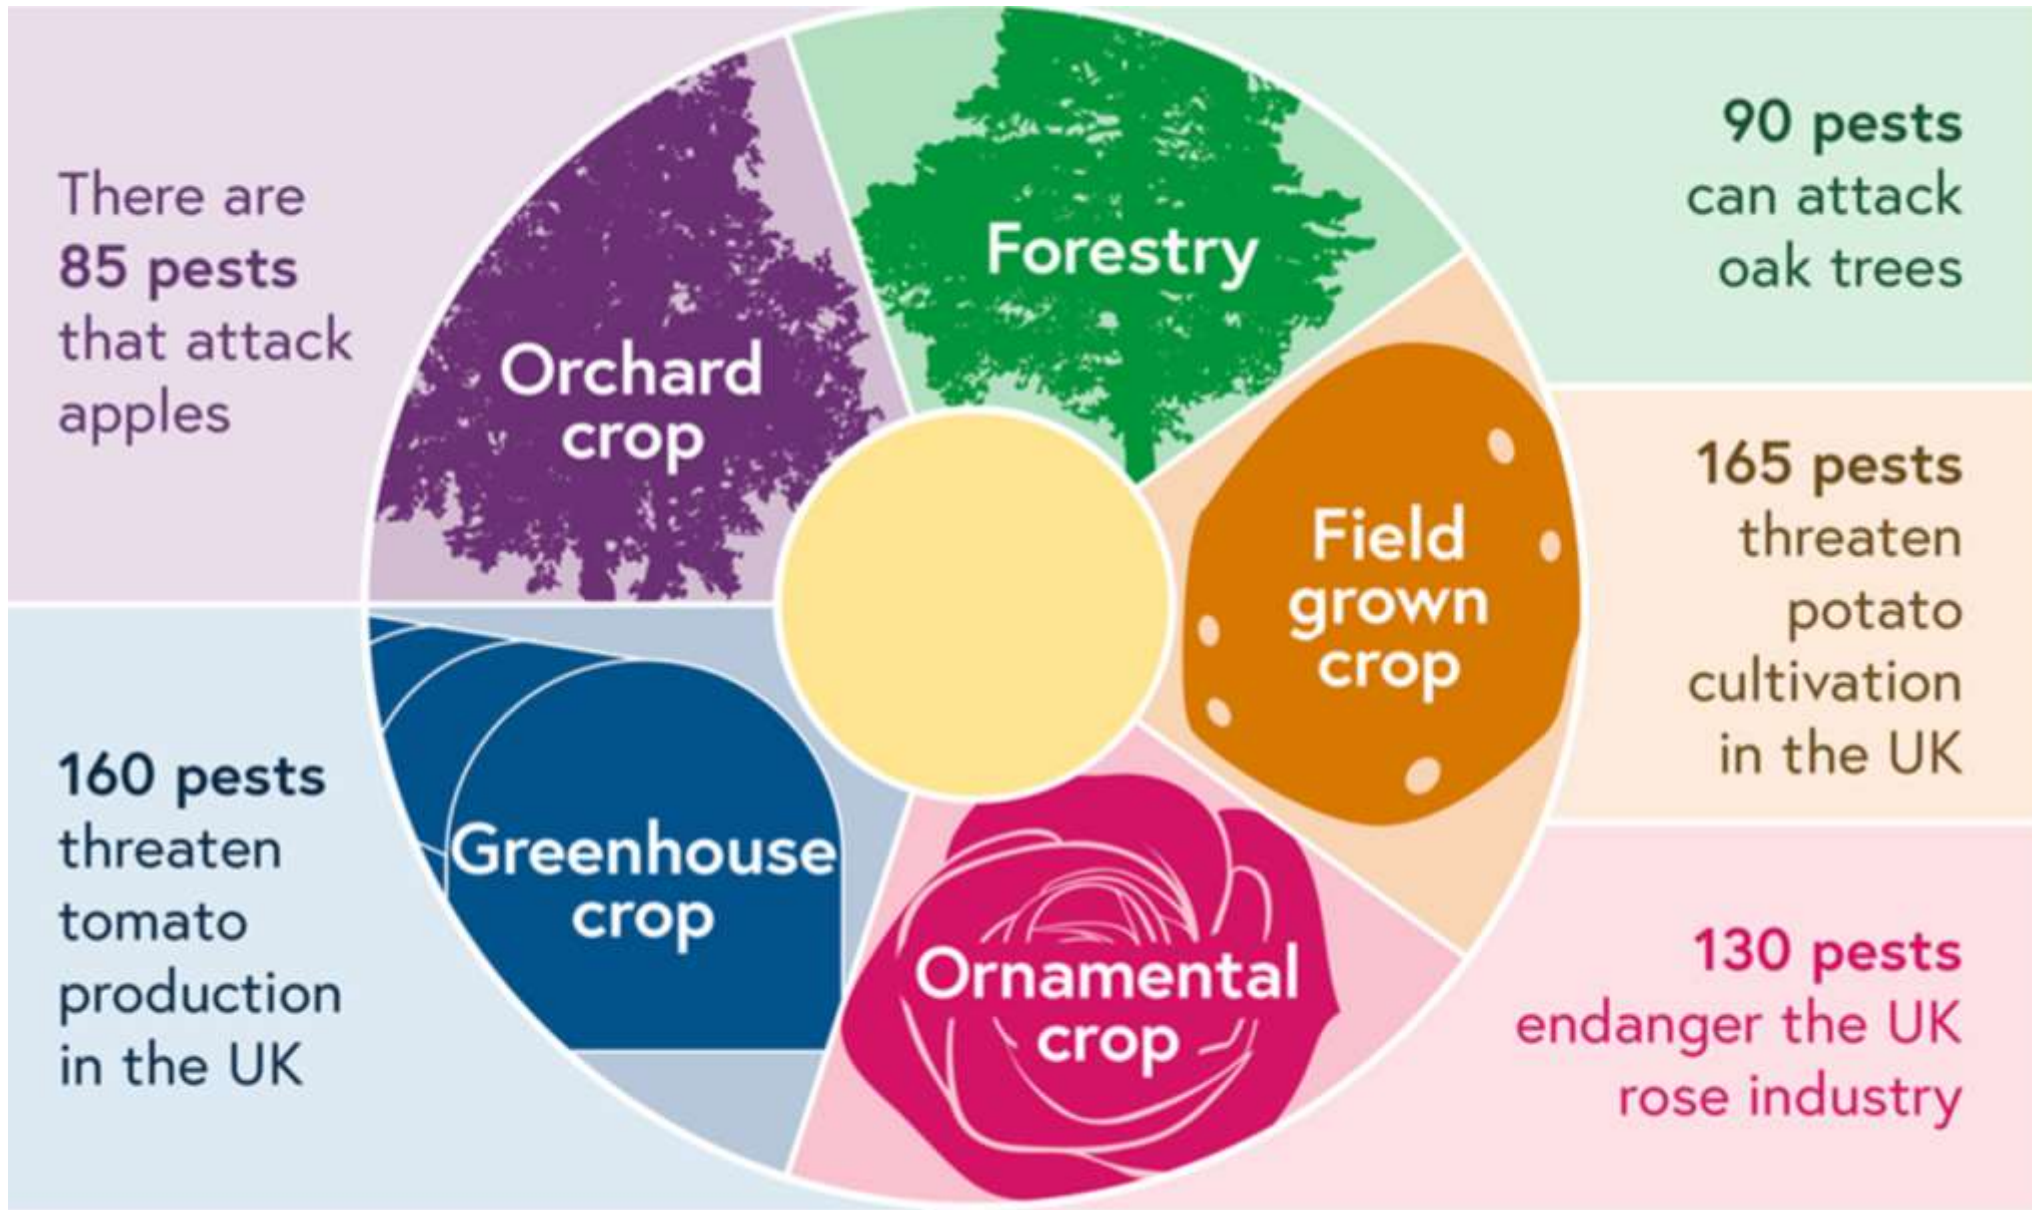 There are
85 pests
that attack
apples
Orchard
crop
Forestry
90 pests
can attack
oak trees
Field
grown
crop
165 pests
threaten
potato
cultivation
in the UK
160 pests
threaten
tomato
production
in the UK
Greenhouse
crop
Ornamental
crop
130 pests
endanger the UK
rose industry